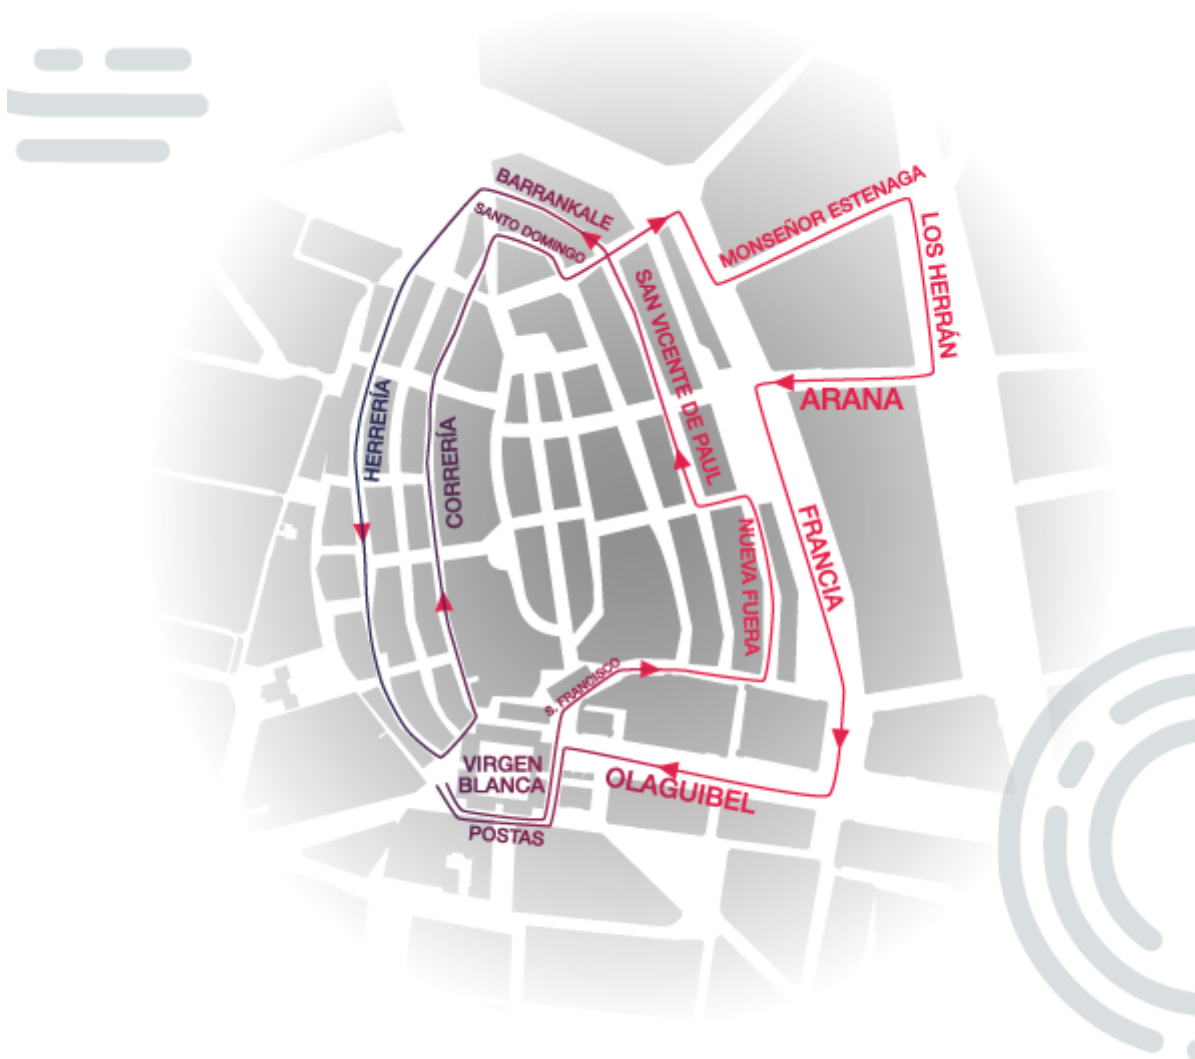 BARRANKALE
SANTO DOMINGO
MONSEÑOR ESTENAGA
LOS HERRÁN
SAN VICENTE DE PAUL
ARANA
HERRERÍA
CORRERÍA
FRANCIA
NUEVA FUERA
S. FRANCISCO
VIRGEN
BLANCA
OLAGUIBEL
POSTAS